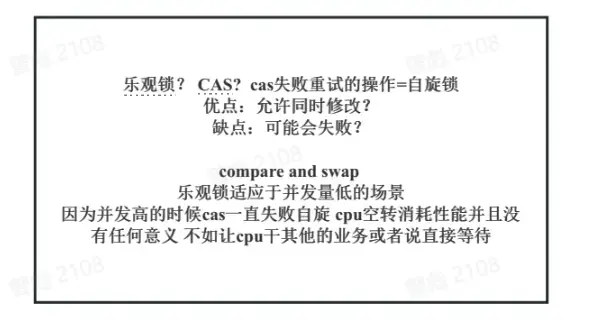 乐观锁？ CAS? cas失败重试的操作=自旋锁
优点：允许同时修改？
缺点：可能会失败？
compare and swap
乐观锁适应于并发量低的场景
因为并发高的时候cas一直失败自旋 cpu空转消耗性能并且没
有任何意义 不如让cpu干其他的业务或者说直接等待